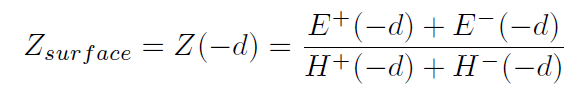 Z_{surface} = Z(-d) = \frac{E^{+}(-d) + E^{-}(-d)}{H^{+}(-d) + H^{-}(-d)}